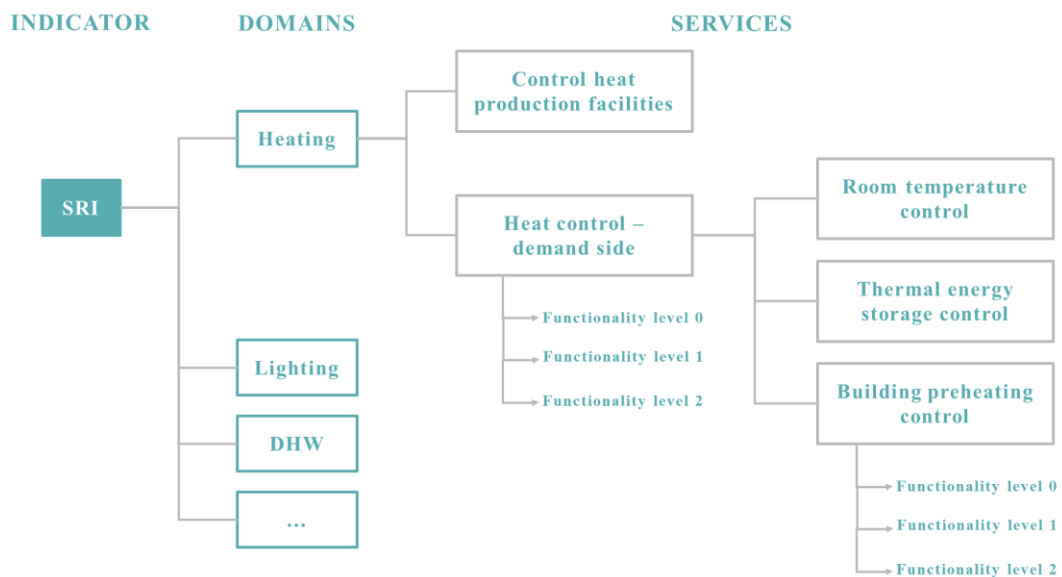 INDICATOR
DOMAINS
SERVICES
SRI
Heating
Lighting
DHW
...
Control heat
production facilities
Heat control –
demand side
Functionality level 0
Functionality level 1
Functionality level 2
Room temperature
control
Thermal energy
storage control
Building preheating
control
Functionality level 0
Functionality level 1
Functionality level 2